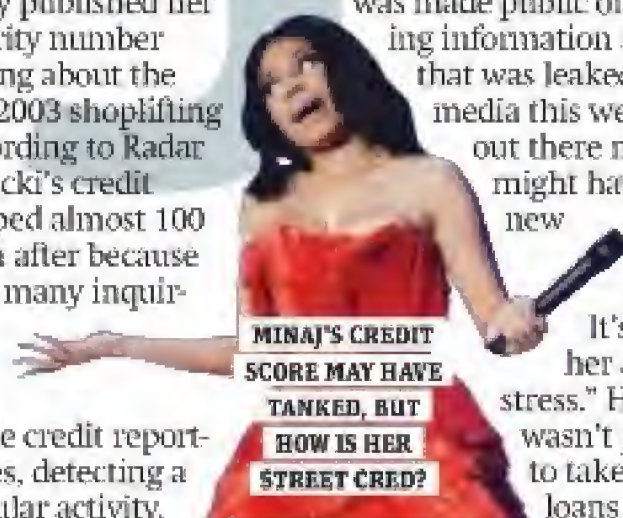 y published her
rity number
ng about the
2003 shoplifting
rding to Radar
cki's credit
ped almost 100
after because
many inquir-
e credit report-
es, detecting a
ular activity,
MINAJ'S CREDIT
SCORE MAY HAVE
TANKED, BUT
HOW IS HER
STREET CRED?
was made public on
ing information
that was leaked
media this we
out there
might ha
new
It's
her
stress." H
wasn't
to take
loans